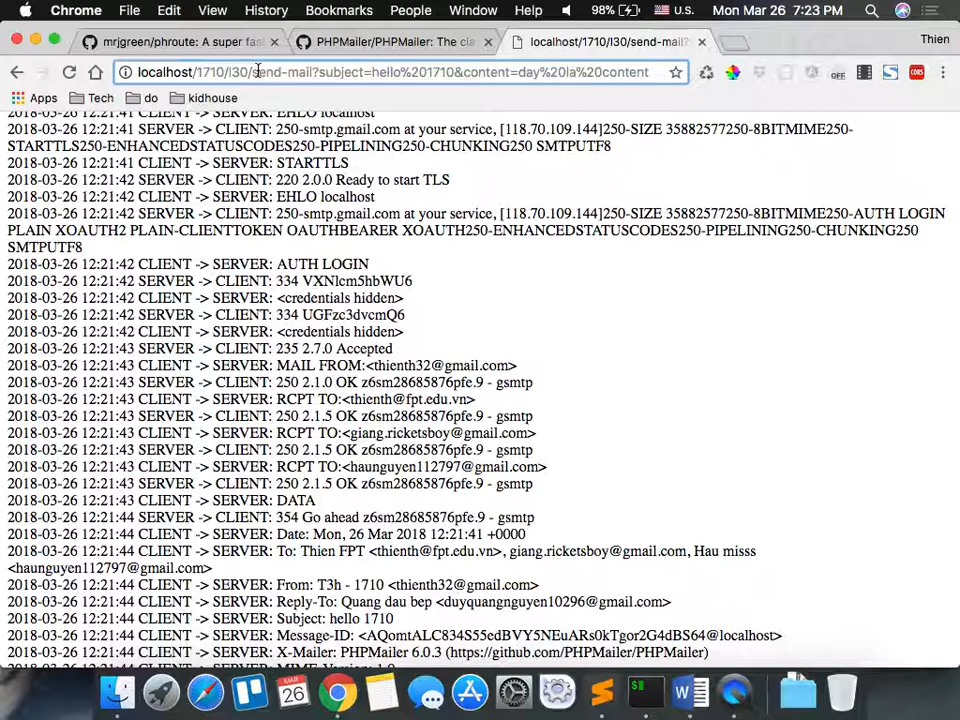 Chrome File Edit View History Bookmarks People Window Help 98% U.S. Mon Mar 26 7:23 PM
mrjgreen/phroute: A super fas PHPMailer/PHPMailer: The cla localhost/1710/l30/send-mail? Thien
localhost/1710/l30/send-mail?subject=hello%201710&content=day%20la%20content
Apps Tech do kidhouse
2018-03-26 12:21:41 CLIENT -> SERVER: EHLO localhost
2018-03-26 12:21:41 SERVER -> CLIENT: 250-smtp.gmail.com at your service, [118.70.109.144]250-SIZE 35882577250-8BITMIME250-
STARTTLS250-ENHANCEDSTATUSCODES250-PIPELINING250-CHUNKING250 SMTPUTF8
2018-03-26 12:21:41 CLIENT -> SERVER: STARTTLS
2018-03-26 12:21:42 SERVER -> CLIENT: 220 2.0.0 Ready to start TLS
2018-03-26 12:21:42 CLIENT -> SERVER: EHLO localhost
2018-03-26 12:21:42 SERVER -> CLIENT: 250-smtp.gmail.com at your service, [118.70.109.144]250-SIZE 35882577250-8BITMIME250-AUTH LOGIN
PLAIN XOAUTH2 PLAIN-CLIENTTOKEN OAUTHBEARER XOAUTH250-ENHANCEDSTATUSCODES250-PIPELINING250-CHUNKING250
SMTPUTF8
2018-03-26 12:21:42 CLIENT -> SERVER: AUTH LOGIN
2018-03-26 12:21:42 SERVER -> CLIENT: 334 VXNlcm5hbWU6
2018-03-26 12:21:42 CLIENT -> SERVER: <credentials hidden>
2018-03-26 12:21:42 SERVER -> CLIENT: 334 UGFzc3dvcmQ6
2018-03-26 12:21:42 CLIENT -> SERVER: <credentials hidden>
2018-03-26 12:21:43 SERVER -> CLIENT: 235 2.7.0 Accepted
2018-03-26 12:21:43 CLIENT -> SERVER: MAIL FROM:<thienth32@gmail.com>
2018-03-26 12:21:43 SERVER -> CLIENT: 250 2.1.0 OK z6sm28685876pfe.9 - gsmtp
2018-03-26 12:21:43 CLIENT -> SERVER: RCPT TO:<thienth@fpt.edu.vn>
2018-03-26 12:21:43 SERVER -> CLIENT: 250 2.1.5 OK z6sm28685876pfe.9 - gsmtp
2018-03-26 12:21:43 CLIENT -> SERVER: RCPT TO:<giang.ricketsboy@gmail.com>
2018-03-26 12:21:43 SERVER -> CLIENT: 250 2.1.5 OK z6sm28685876pfe.9 - gsmtp
2018-03-26 12:21:43 CLIENT -> SERVER: RCPT TO:<haunguyen112797@gmail.com>
2018-03-26 12:21:43 SERVER -> CLIENT: 250 2.1.5 OK z6sm28685876pfe.9 - gsmtp
2018-03-26 12:21:43 CLIENT -> SERVER: DATA
2018-03-26 12:21:44 SERVER -> CLIENT: 354 Go ahead z6sm28685876pfe.9 - gsmtp
2018-03-26 12:21:44 CLIENT -> SERVER: Date: Mon, 26 Mar 2018 12:21:41 +0000
2018-03-26 12:21:44 CLIENT -> SERVER: To: Thien FPT <thienth@fpt.edu.vn>, giang.ricketsboy@gmail.com, Hau misss
<haunguyen112797@gmail.com>
2018-03-26 12:21:44 CLIENT -> SERVER: From: T3h - 1710 <thienth32@gmail.com>
2018-03-26 12:21:44 CLIENT -> SERVER: Reply-To: Quang dau bep <duyquangnguyen10296@gmail.com>
2018-03-26 12:21:44 CLIENT -> SERVER: Subject: hello 1710
2018-03-26 12:21:44 CLIENT -> SERVER: Message-ID: <AQomtALC834S55edBVY5NEuARs0kTgor2G4dBS64@localhost>
2018-03-26 12:21:44 CLIENT -> SERVER: X-Mailer: PHPMailer 6.0.3 (https://github.com/PHPMailer/PHPMailer)
2018-03-26 12:21:44 CLIENT -> SERVER: MIME-Version: 1.0